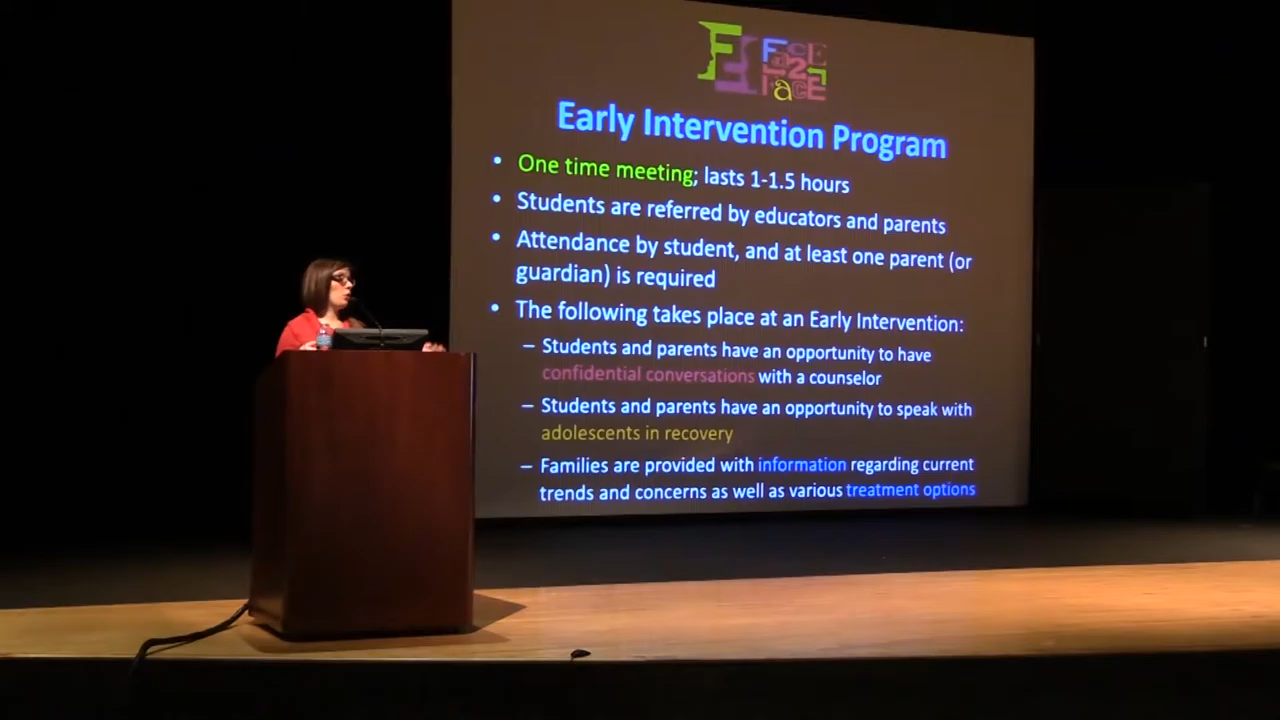 FacE
2
FacE
Early Intervention Program
• One time meeting; lasts 1-1.5 hours
• Students are referred by educators and parents
• Attendance by student, and at least one parent (or
guardian) is required
• The following takes place at an Early Intervention:
– Students and parents have an opportunity to have
confidential conversations with a counselor
– Students and parents have an opportunity to speak with
adolescents in recovery
– Families are provided with information regarding current
trends and concerns as well as various treatment options